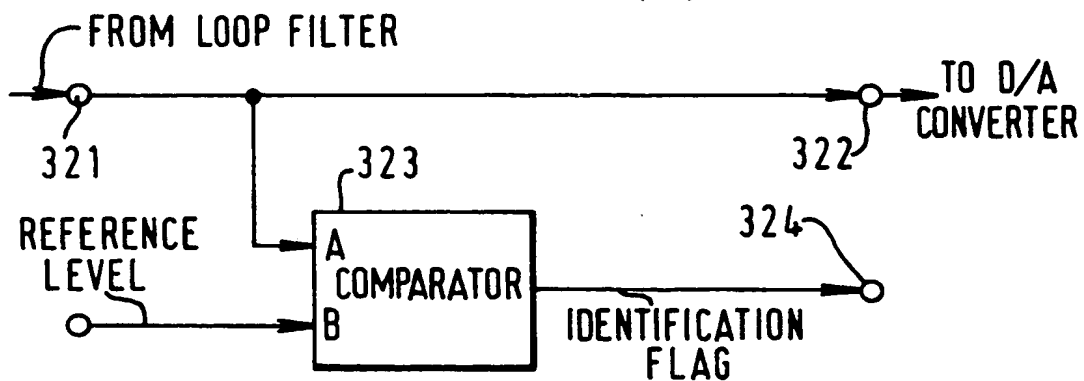 FROM LOOP FILTER
321
TO D/A
CONVERTER
322
323
REFERENCE
LEVEL
A
COMPARATOR
B
324
IDENTIFICATION
FLAG